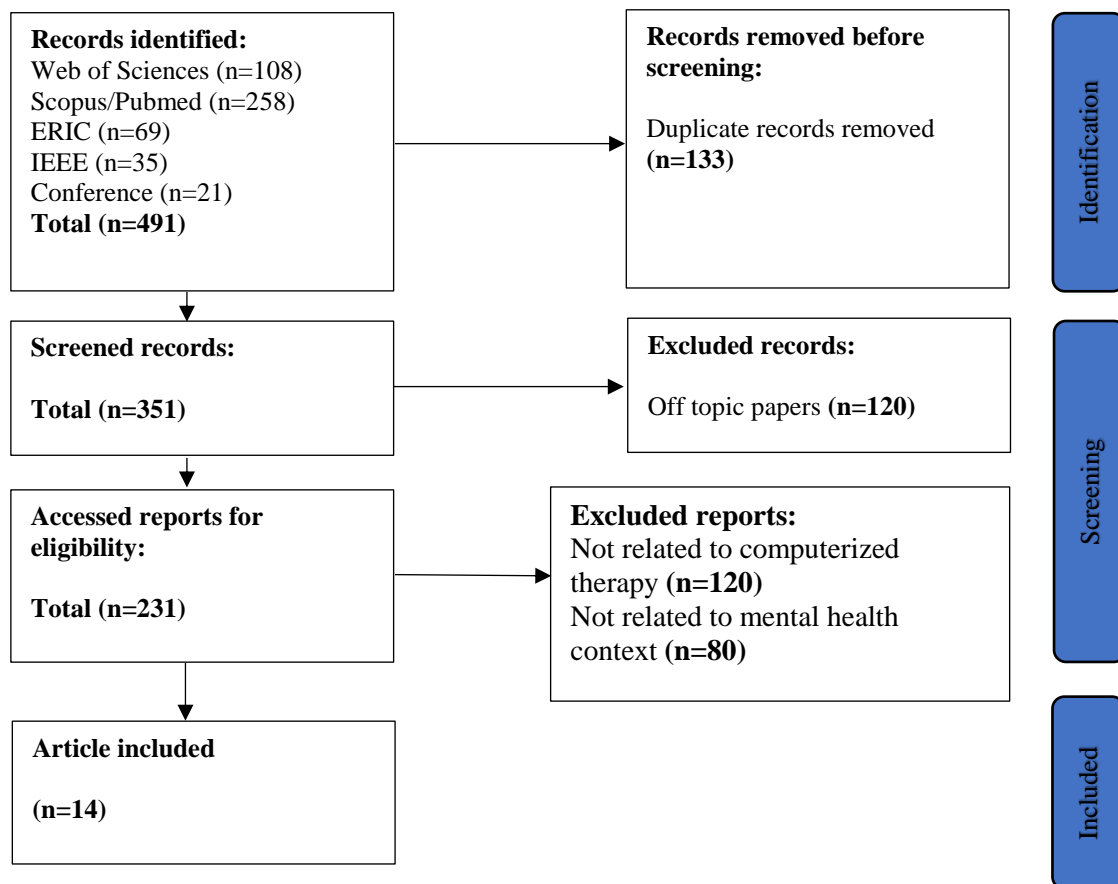 Records identified:
Web of Sciences (n=108)
Scopus/Pubmed (n=258)
ERIC (n=69)
IEEE (n=35)
Conference (n=21)
Total (n=491)
Records removed before
screening:
Duplicate records removed
(n=133)
Identification
Screened records:
Total (n=351)
Excluded records:
Off topic papers (n=120)
Screening
Accessed reports for
eligibility:
Total (n=231)
Excluded reports:
Not related to computerized
therapy (n=120)
Not related to mental health
context (n=80)
Article included
(n=14)
Included